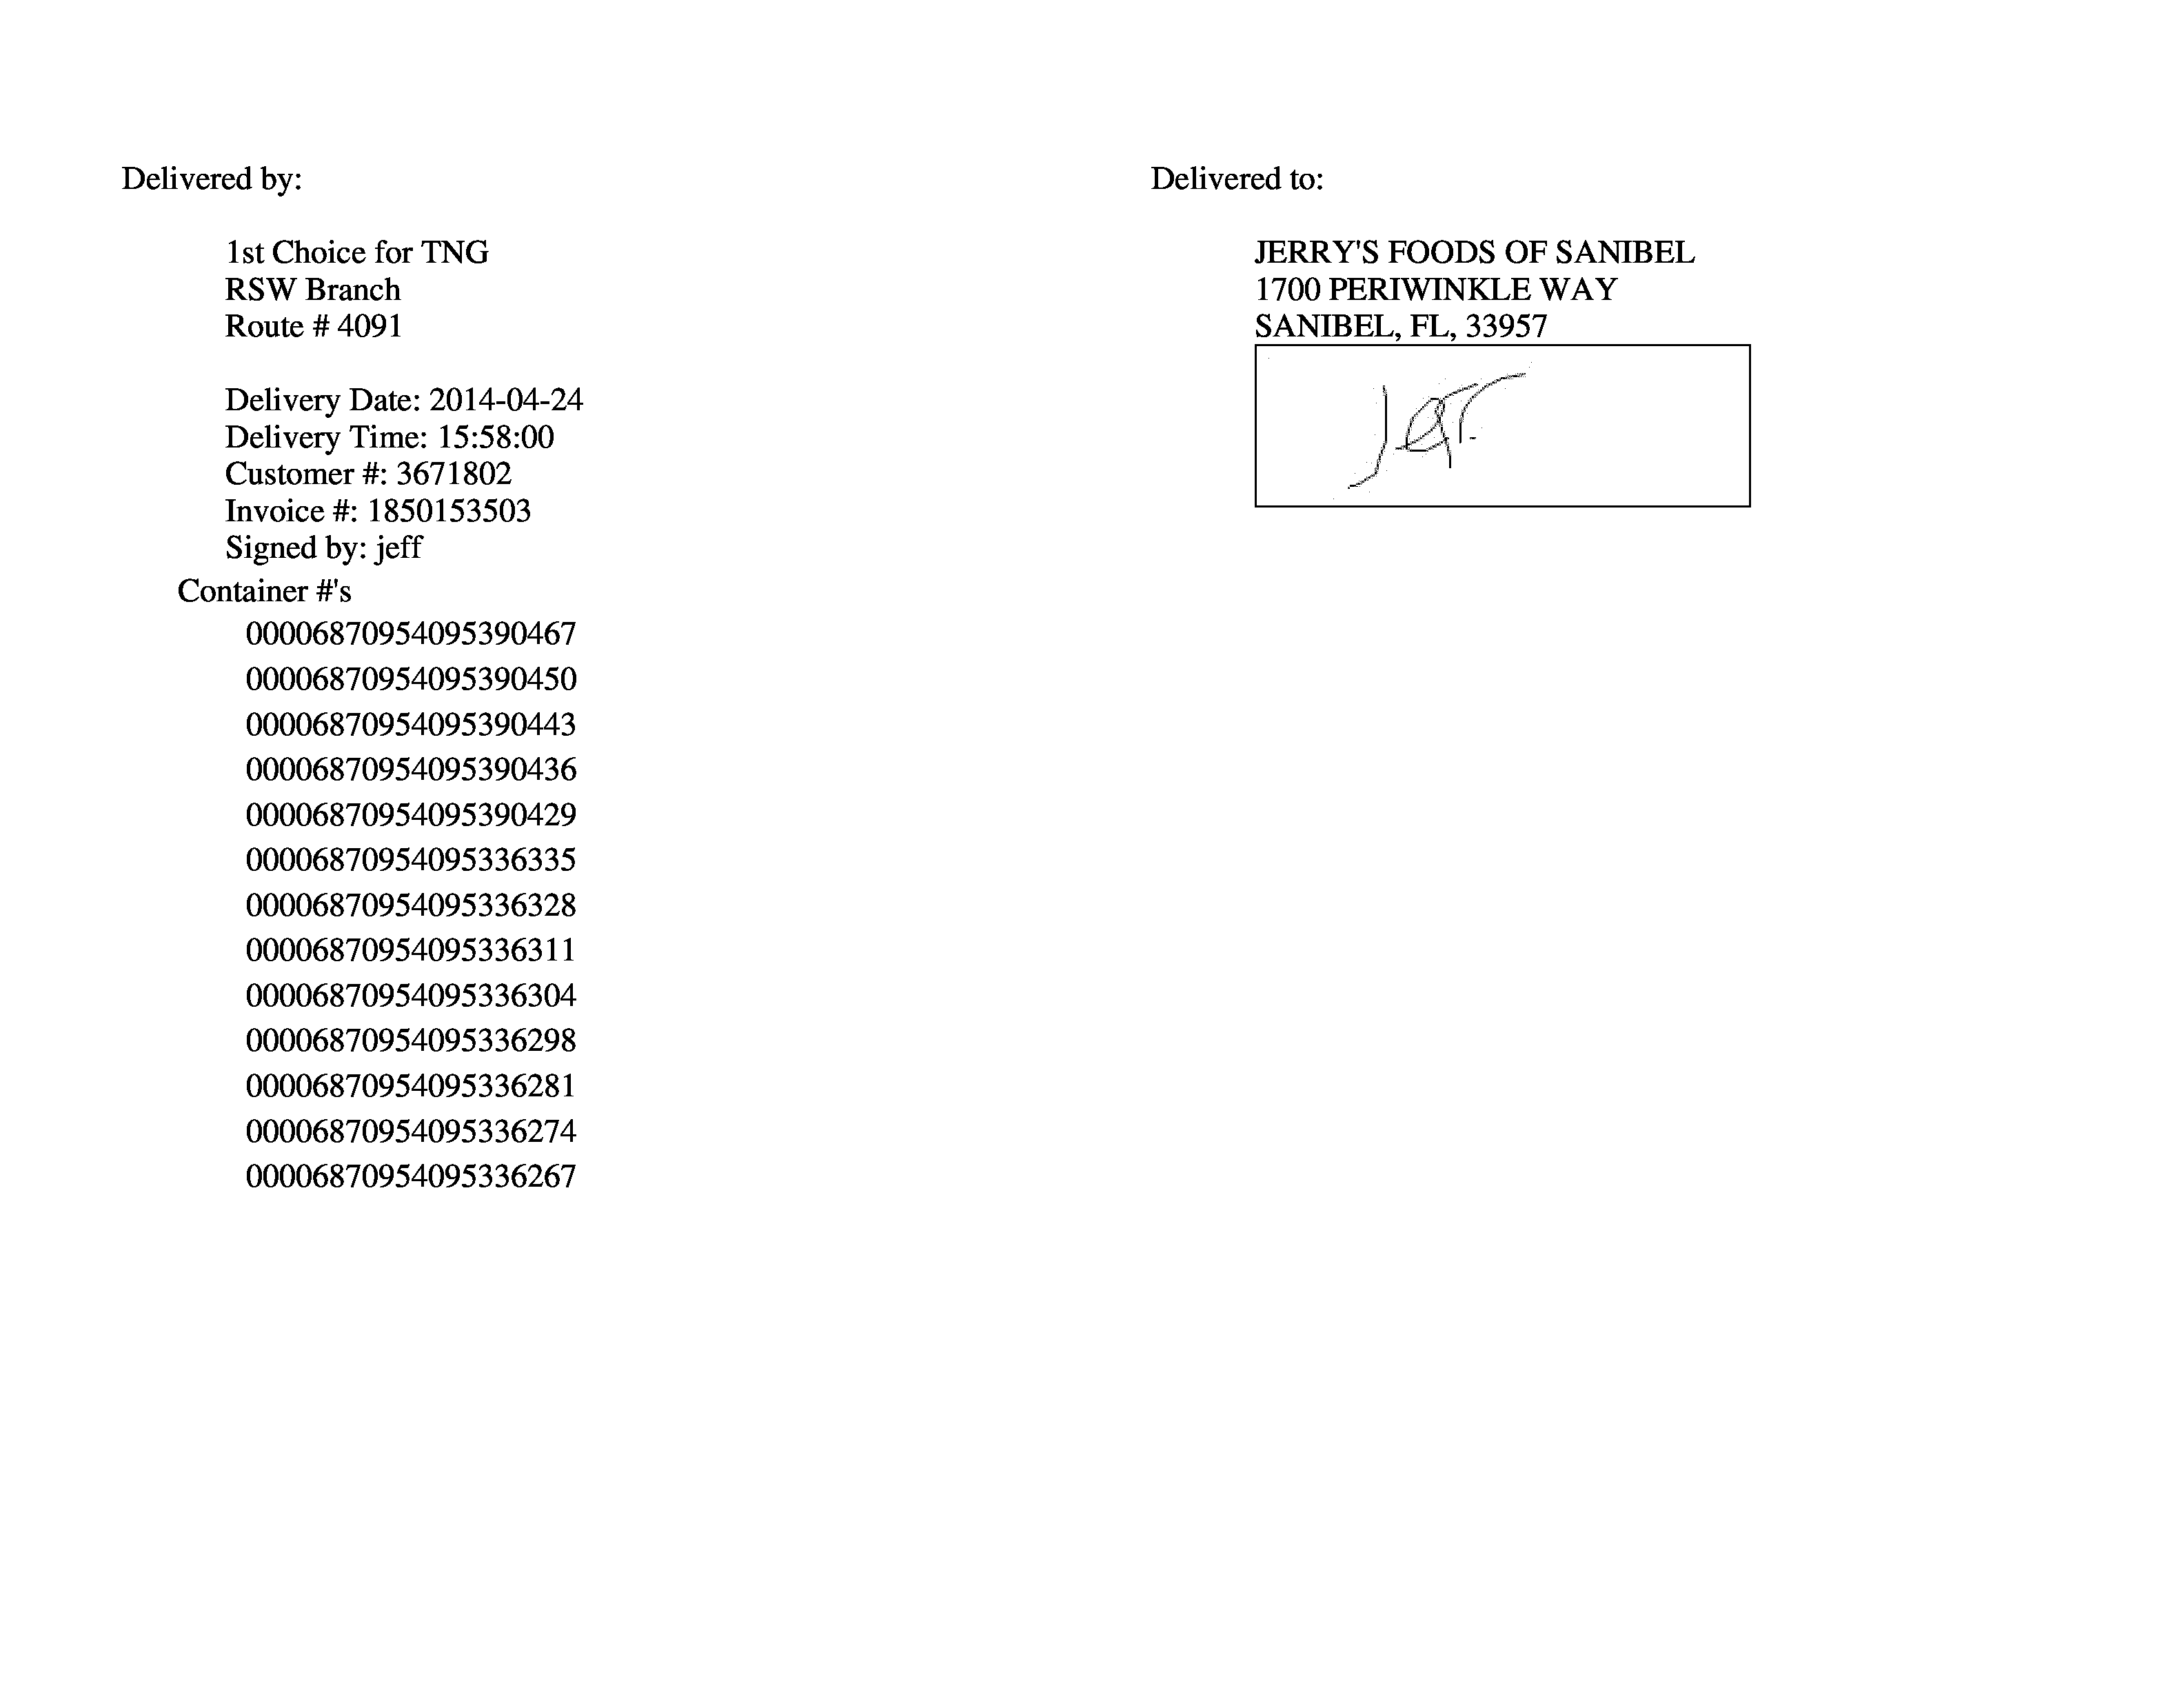 Delivered by:
1st Choice for TNG
RSW Branch
Route # 4091
Delivery Date: 2014-04-24
Delivery Time: 15:58:00
Customer #: 3671802
Invoice #: 1850153503
Signed by: jeff
Container #'s
00006870954095390467
00006870954095390450
00006870954095390443
00006870954095390436
00006870954095390429
00006870954095336335
00006870954095336328
00006870954095336311
00006870954095336304
00006870954095336298
00006870954095336281
00006870954095336274
00006870954095336267
Delivered to:
JERRY'S FOODS OF SANIBEL
1700 PERIWINKLE WAY
SANIBEL, FL, 33957